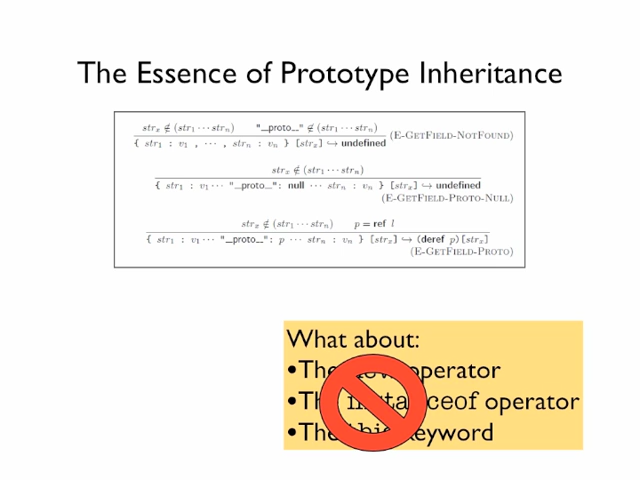 The Essence of Prototype Inheritance
str_x ∉ (str_1 ⋯ str_n) "__proto__" ∉ (str_1 ⋯ str_n)
{ str_1 : v_1 , ⋯ , str_n : v_n } [str_x] ↪ undefined (E-GetField-NotFound)
str_x ∉ (str_1 ⋯ str_n)
{ str_1 : v_1 ⋯ "__proto__": null ⋯ str_n : v_n } [str_x] ↪ undefined
(E-GetField-Proto-Null)
str_x ∉ (str_1 ⋯ str_n) p = ref l
{ str_1 : v_1 ⋯ "__proto__": p ⋯ str_n : v_n } [str_x] ↪ (deref p)[str_x]
(E-GetField-Proto)
What about:
•The new operator
•The instanceof operator
•The this keyword